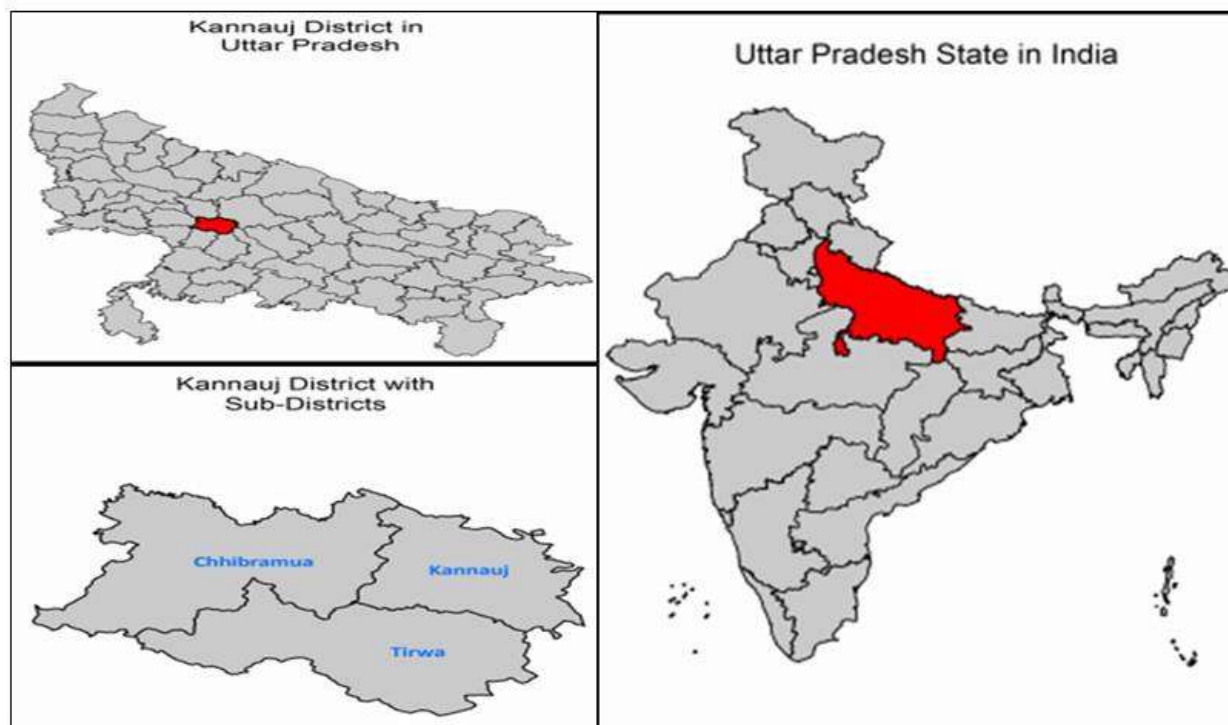 Kannauj District in
Uttar Pradesh
Uttar Pradesh State in India
Kannauj District with
Sub-Districts
Chhibramua
Kannauj
Tirwa